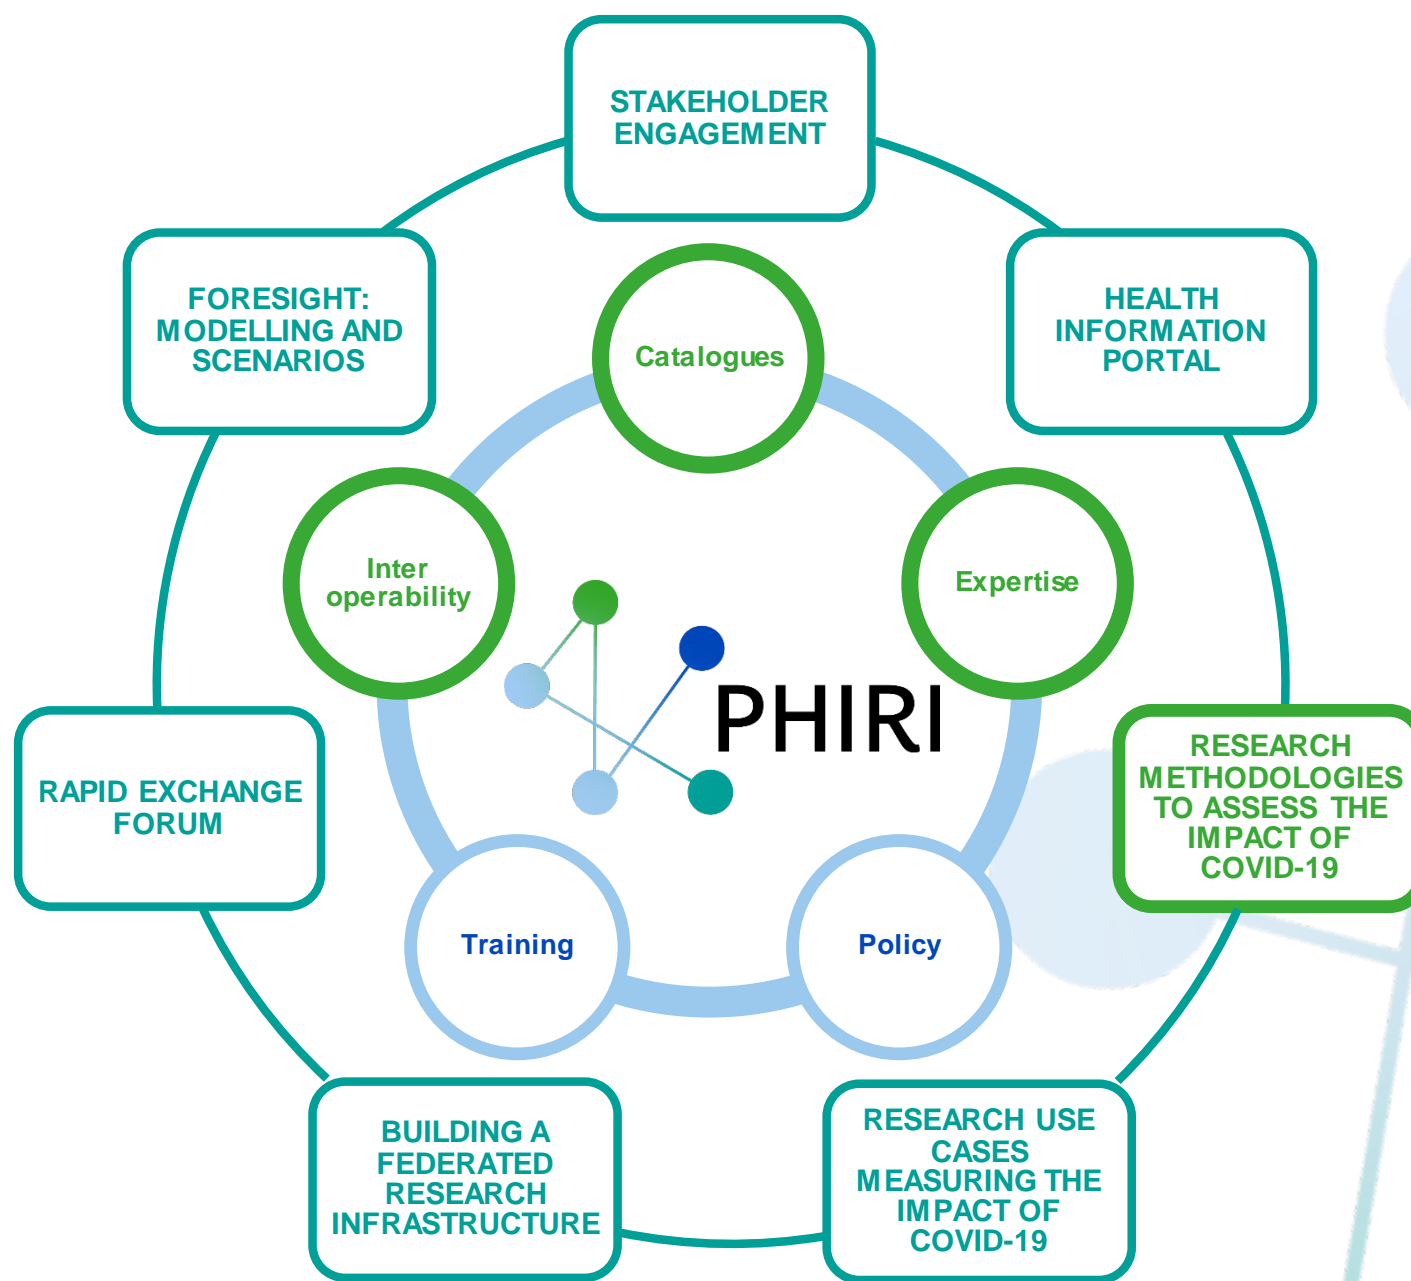 STAKEHOLDER
ENGAGEMENT
FORESIGHT:
MODELLING AND
SCENARIOS
HEALTH
INFORMATION
PORTAL
Catalogues
Inter
operability
Expertise
PHIRI
RAPID EXCHANGE
FORUM
RESEARCH
METHODOLOGIES
TO ASSESS THE
IMPACT OF
COVID-19
Training
Policy
BUILDING A
FEDERATED
RESEARCH
INFRASTRUCTURE
RESEARCH USE
CASES
MEASURING THE
IMPACT OF
COVID-19